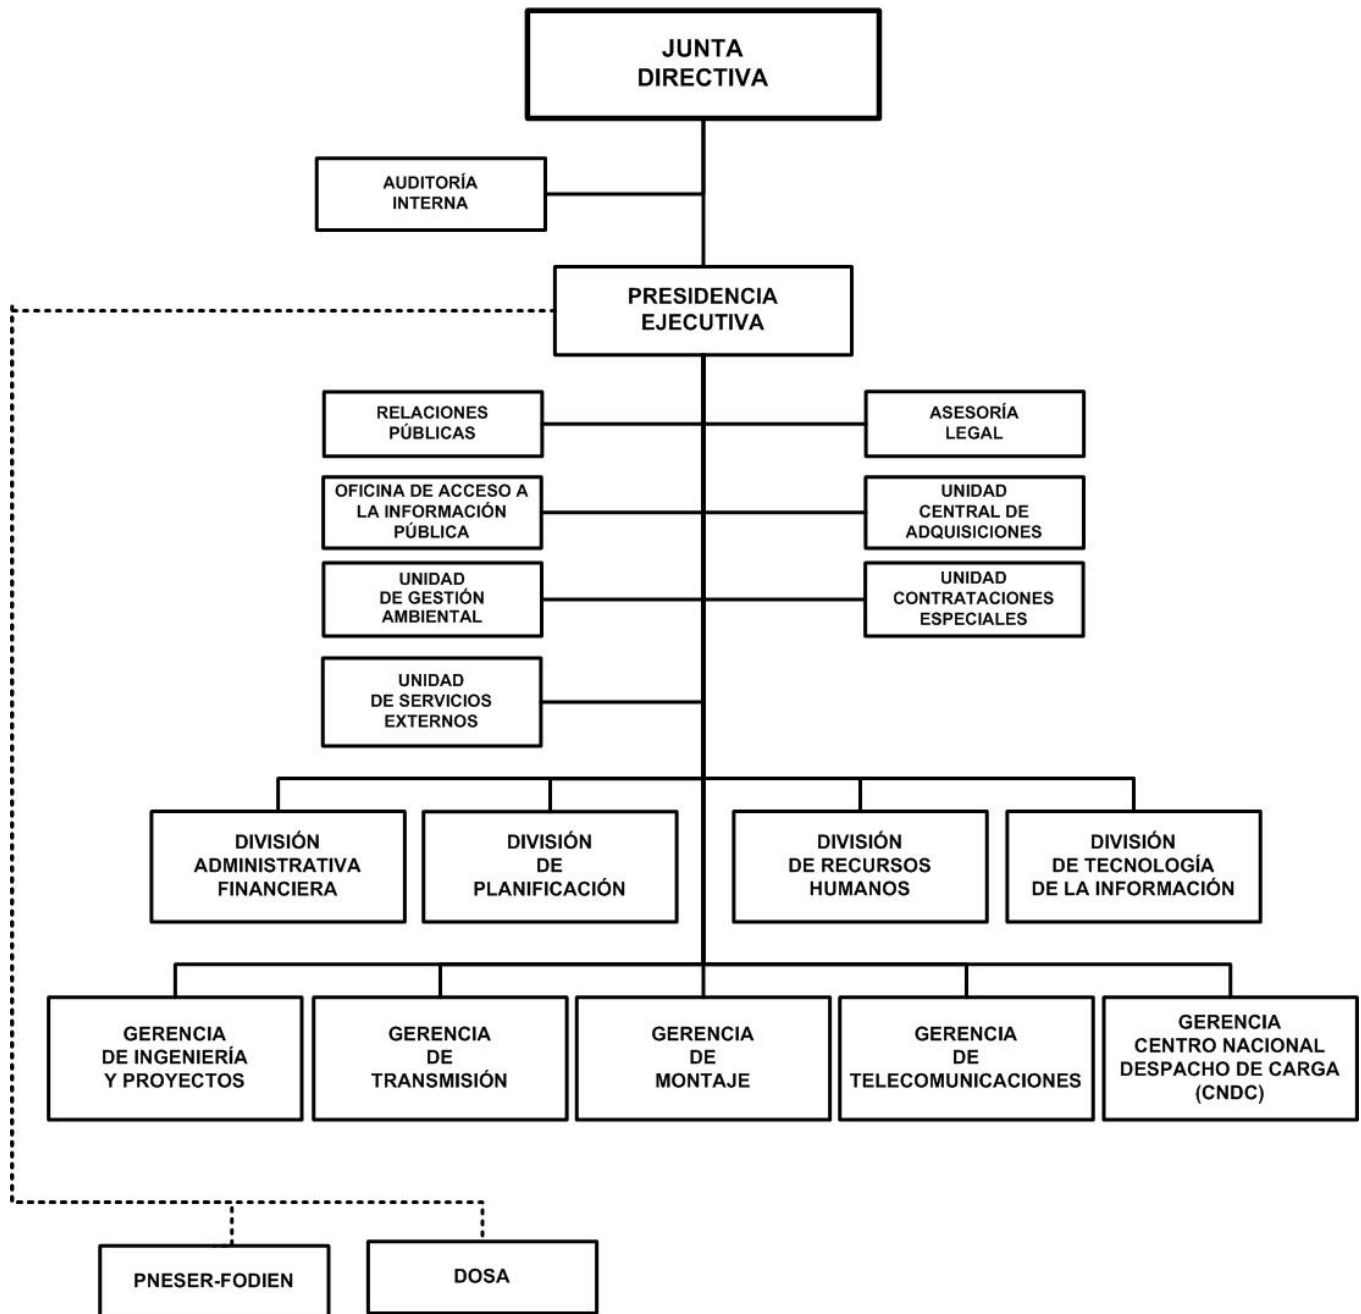 JUNTA
DIRECTIVA
AUDITORÍA
INTERNA
PRESIDENCIA
EJECUTIVA
RELACIONES
PÚBLICAS
ASESORÍA
LEGAL
OFICINA DE ACCESO A
LA INFORMACIÓN
PÚBLICA
UNIDAD
CENTRAL DE
ADQUISICIONES
UNIDAD
DE GESTIÓN
AMBIENTAL
UNIDAD
CONTRATACIONES
ESPECIALES
UNIDAD
DE SERVICIOS
EXTERNOS
DIVISIÓN
ADMINISTRATIVA
FINANCIERA
DIVISIÓN
DE
PLANIFICACIÓN
DIVISIÓN
DE RECURSOS
HUMANOS
DIVISIÓN
DE TECNOLOGÍA
DE LA INFORMACIÓN
GERENCIA
DE INGENIERÍA
Y PROYECTOS
GERENCIA
DE
TRANSMISIÓN
GERENCIA
DE
MONTAJE
GERENCIA
DE
TELECOMUNICACIONES
GERENCIA
CENTRO NACIONAL
DESPACHO DE CARGA
(CNDC)
PNESER-FODIEN
DOSA